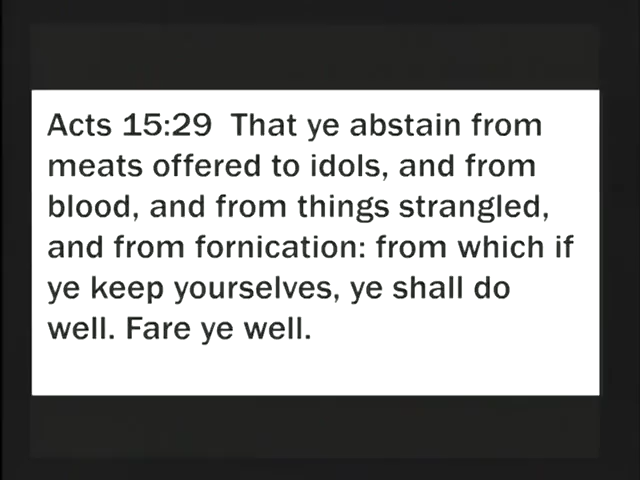 Acts 15:29  That ye abstain from
meats offered to idols, and from
blood, and from things strangled,
and from fornication: from which if
ye keep yourselves, ye shall do
well. Fare ye well.